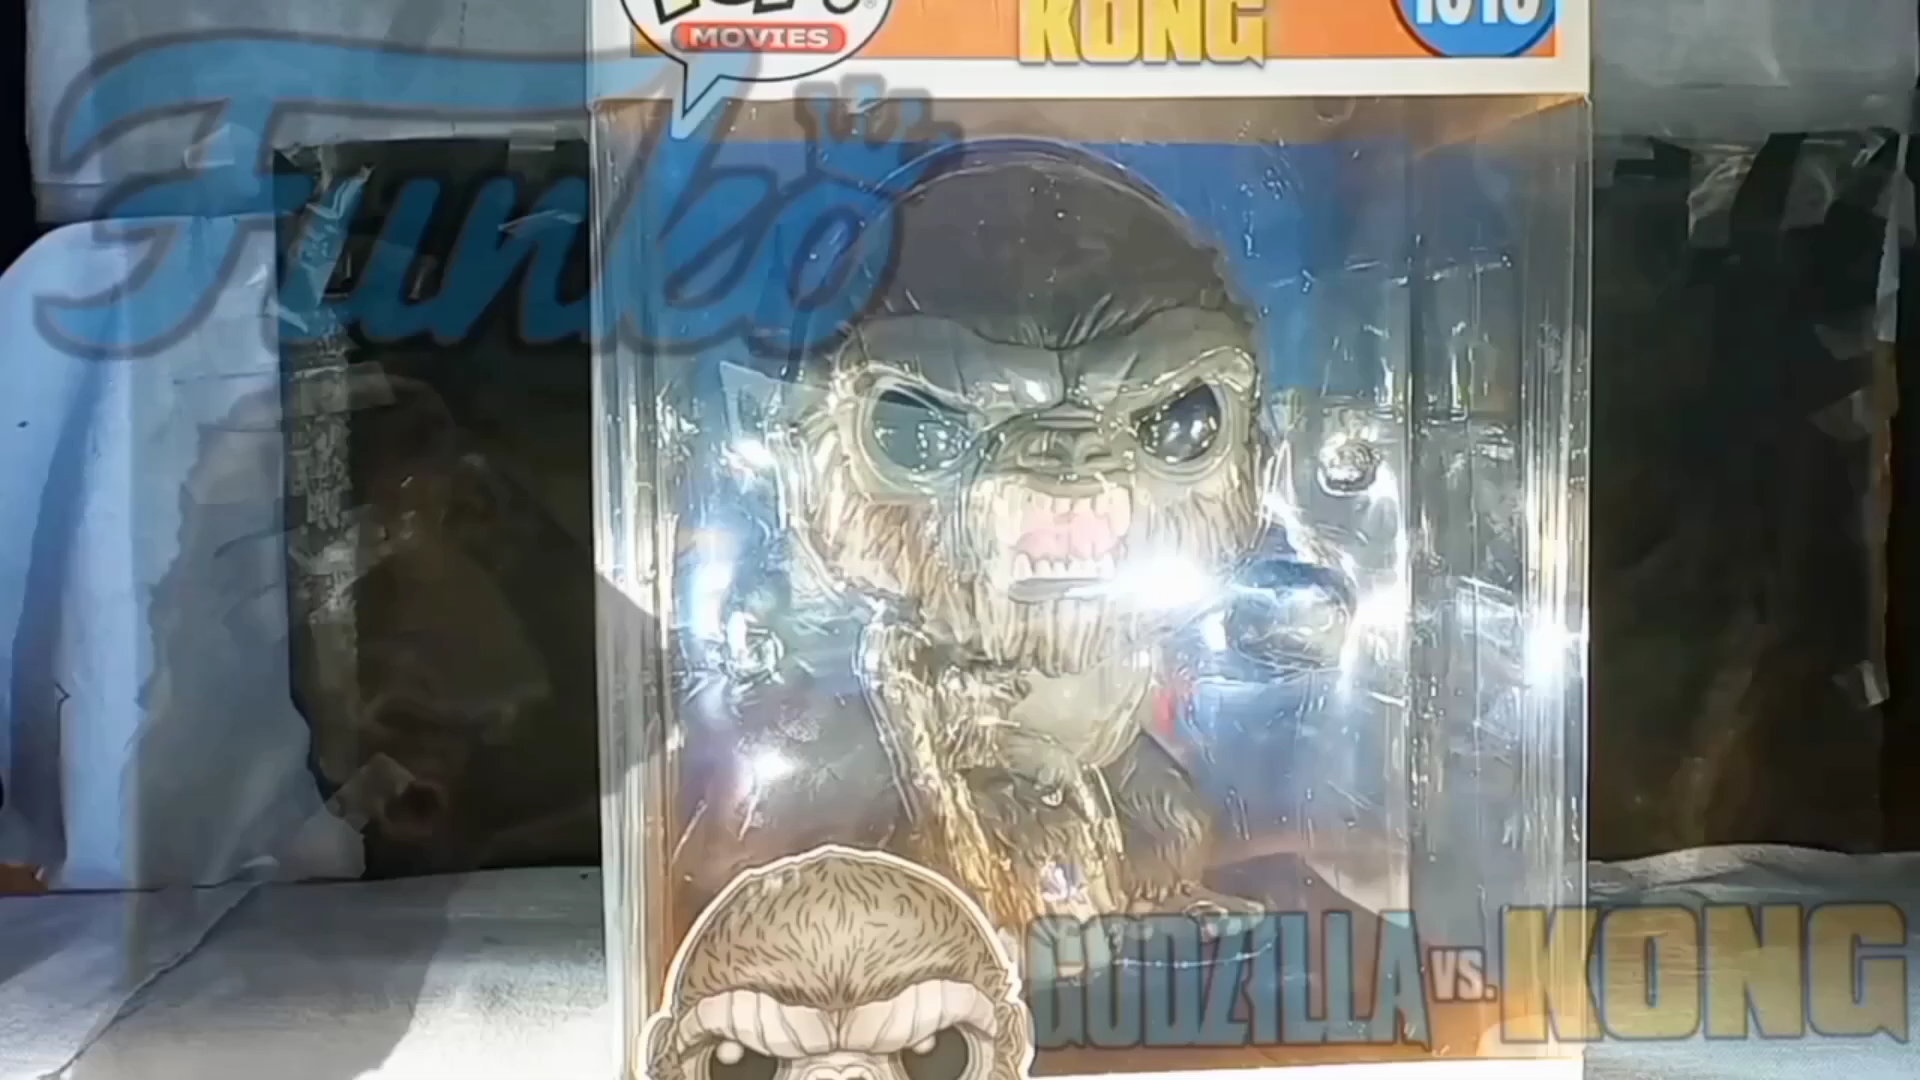 KONG
MOVIES
Funko
GODZILLA VS. KONG